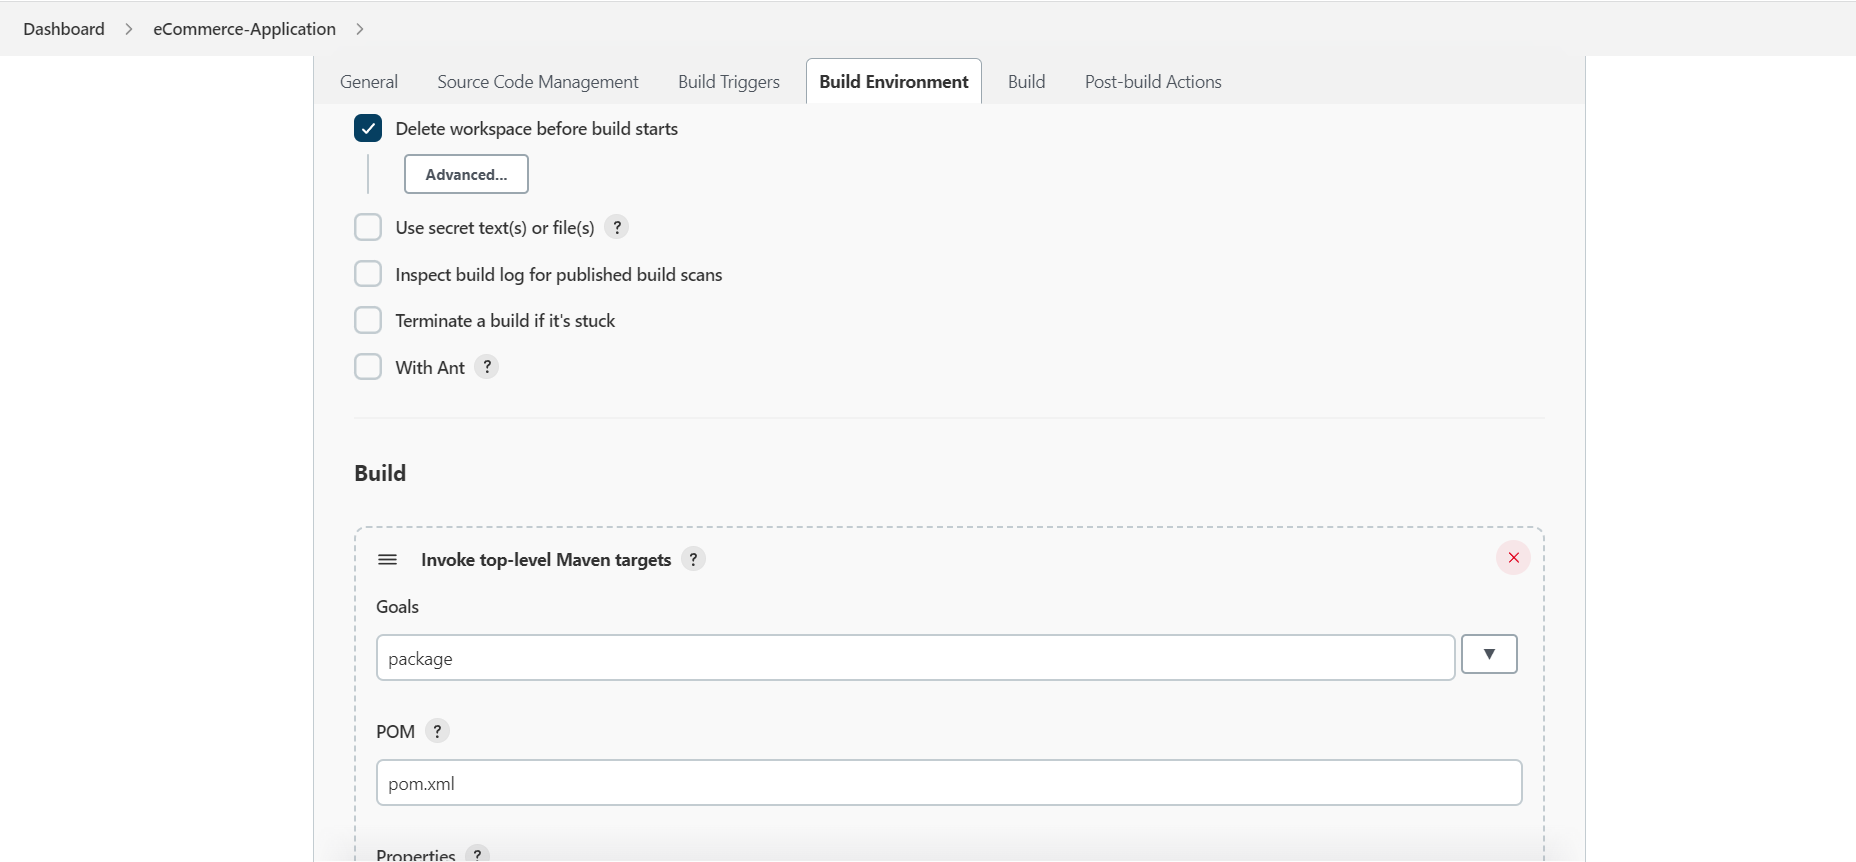 Dashboard > eCommerce-Application >
General Source Code Management Build Triggers Build Environment Build Post-build Actions
Delete workspace before build starts
Advanced...
Use secret text(s) or file(s) ?
Inspect build log for published build scans
Terminate a build if it's stuck
With Ant ?
Build
Invoke top-level Maven targets ?
Goals
package
POM ?
pom.xml
Properties ?